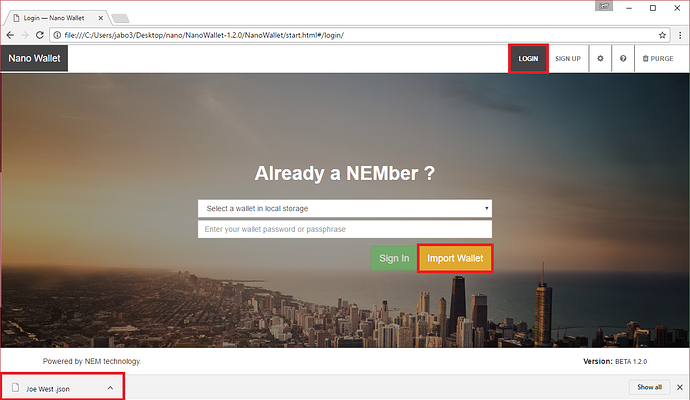 Login — Nano Wallet
file:///C:/Users/jabo3/Desktop/nano/NanoWallet-1.2.0/NanoWallet/start.html#/login/
Nano Wallet
LOGIN
SIGN UP
PURGE
Already a NEMber ?
Select a wallet in local storage
Enter your wallet password or passphrase
Sign In
Import Wallet
Powered by NEM technology.
Version: BETA 1.2.0
Joe West .json
Show all